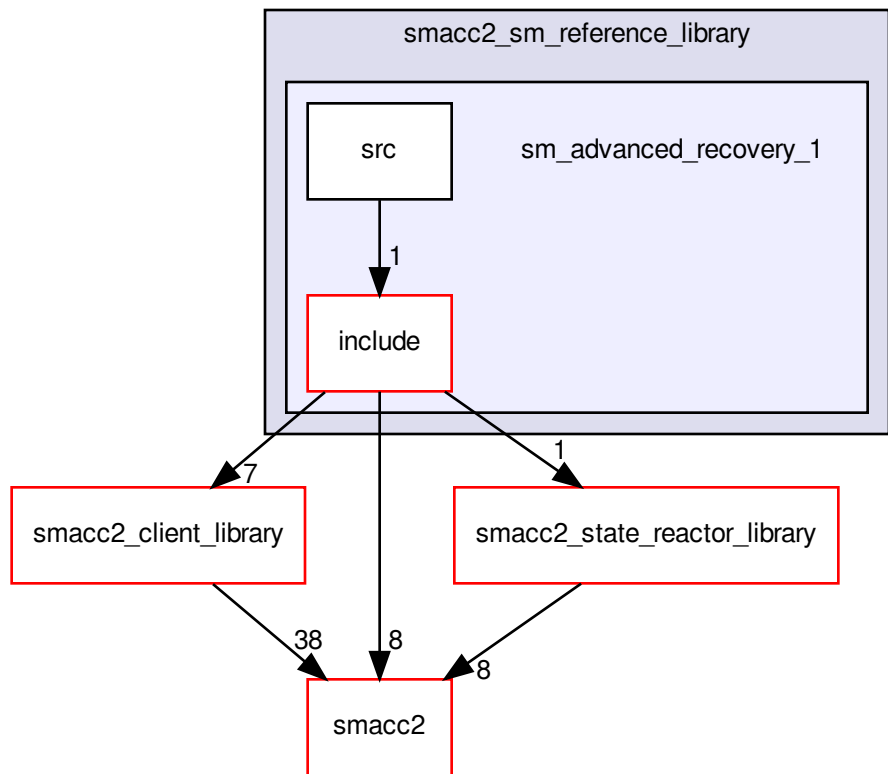 smacc2_sm_reference_library
src
sm_advanced_recovery_1
1
include
7
1
smacc2_client_library
smacc2_state_reactor_library
38
8
8
smacc2